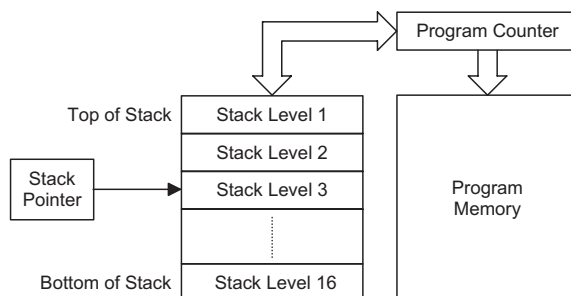 Program Counter
Top of Stack
Stack Level 1
Stack Level 2
Stack
Pointer
Stack Level 3
Program
Memory
Bottom of Stack
Stack Level 16